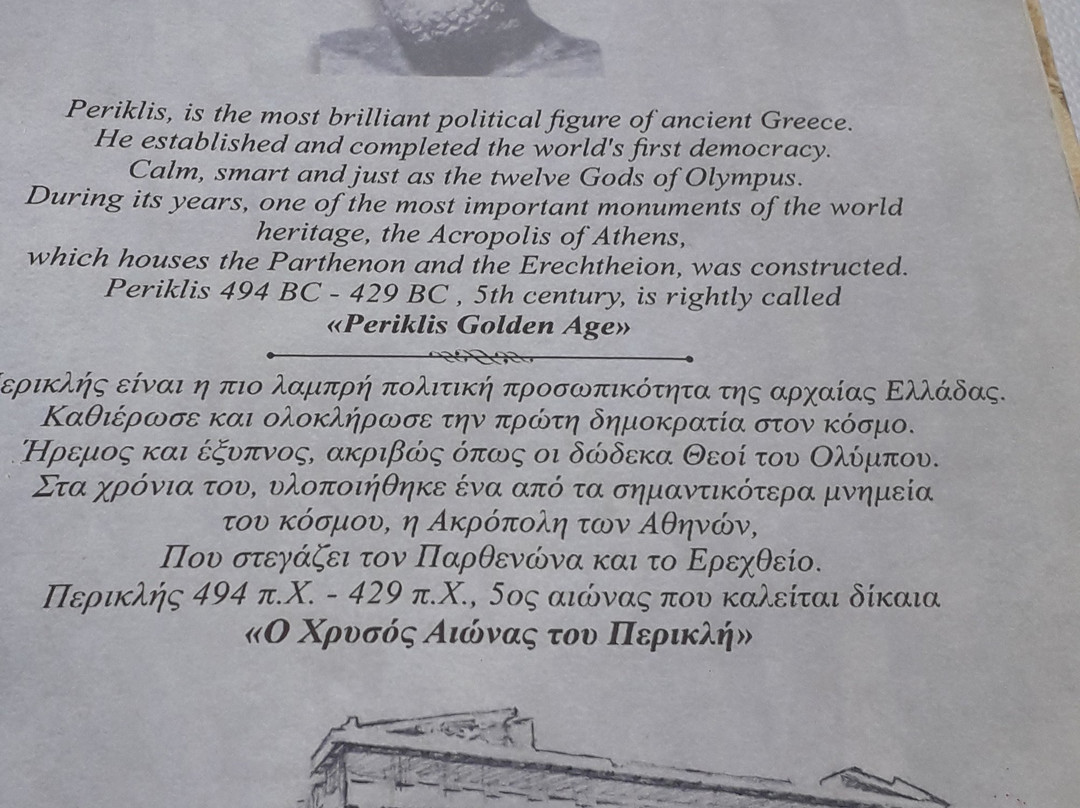 Periklis, is the most brilliant political figure of ancient Greece.
He established and completed the world's first democracy.
Calm, smart and just as the twelve Gods of Olympus.
During its years, one of the most important monuments of the world
heritage, the Acropolis of Athens,
which houses the Parthenon and the Erechtheion, was constructed.
Periklis 494 BC - 429 BC , 5th century, is rightly called
«Periklis Golden Age»
είναι η πιο λαμπρή πολιτική προσωπικότητα της αρχαίας Ελλάδας.
Καθιέρωσε και ολοκλήρωσε την πρώτη δημοκρατία στον κόσμο.
Ήρεμος και έξυπνος, ακριβώς όπως οι δώδεκα Θεοί του Ολύμπου.
Στα χρόνια του, υλοποιήθηκε ένα από τα σημαντικότερα μνημεία
του κόσμου, η Ακρόπολη των Αθηνών,
Που στεγάζει τον Παρθενώνα και το Ερεχθείο.
Περικλής 494 π.Χ. - 429 π.Χ., 5ος αιώνας που καλείται δίκαια
«Ο Χρυσός Αιώνας του Περικλή»